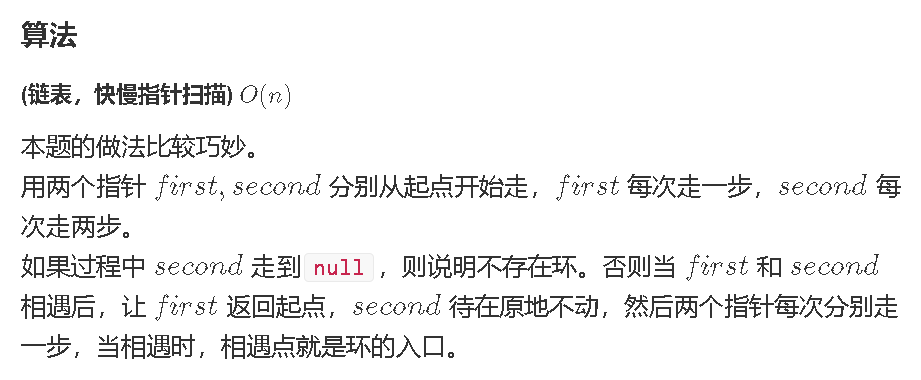 算法
(链表，快慢指针扫描) O(n)
本题的做法比较巧妙。
用两个指针 first, second 分别从起点开始走，first 每次走一步，second 每
次走两步。
如果过程中 second 走到 null ，则说明不存在环。否则当 first 和 second
相遇后，让 first 返回起点，second 待在原地不动，然后两个指针每次分别走
一步，当相遇时，相遇点就是环的入口。